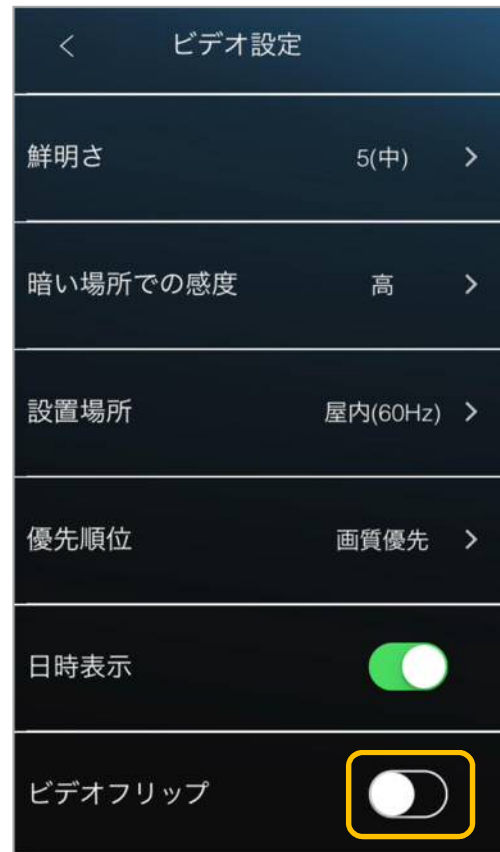 < ビデオ設定
鮮明さ 5(中) >
暗い場所での感度 高 >
設置場所 屋内(60Hz) >
優先順位 画質優先 >
日時表示
ビデオフリップ